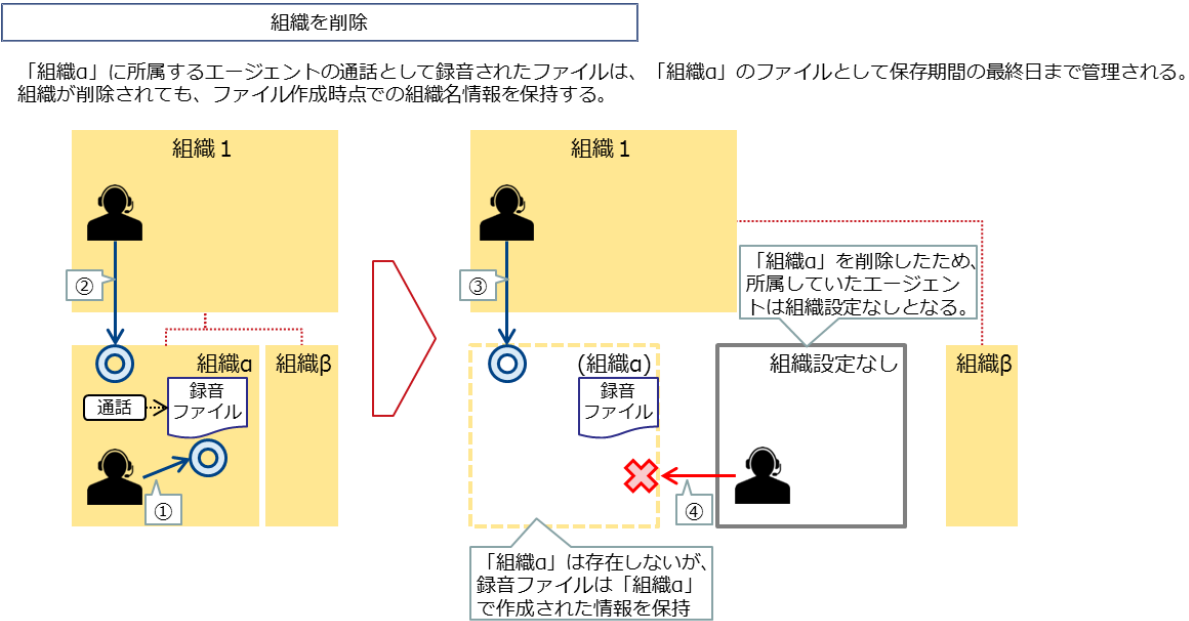 組織を削除
「組織α」に所属するエージェントの通話として録音されたファイルは、「組織α」のファイルとして保存期間の最終日まで管理される。
組織が削除されても、ファイル作成時点での組織名情報を保持する。
組織１
②
組織α
組織β
通話
録音
ファイル
①
組織１
③
「組織α」を削除したため、
所属していたエージェン
トは組織設定なしとなる。
(組織α)
録音
ファイル
組織設定なし
組織β
④
「組織α」は存在しないが、
録音ファイルは「組織α」
で作成された情報を保持